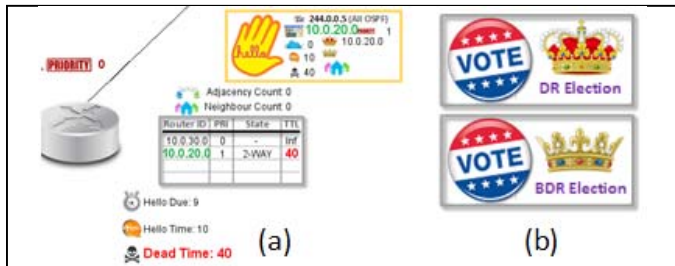 To: 244.0.0.5 (All OSPF)
10.0.20.0 PRIORITY 1
hello!
0 10.0.20.0
10
40
PRIORITY 0
Adjacency Count 0
Neighbour Count 0
Router ID PRI State TTL
10.0.30.0 0 - Inf
10.0.20.0 1 2-WAY 40
Hello Due: 9
Hello Time: 10
Dead Time: 40
(a)
VOTE
DR Election
VOTE
BDR Election
(b)